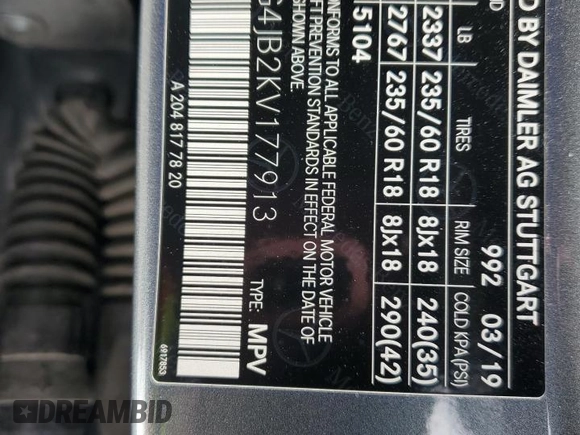 D BY DAIMLER AG STUTTGART
992 03/19
LB TIRES RIM SIZE COLD KPA(PSI)
2337 235/60 R18 8Jx18 240(35)
2767 235/60 R18 8Jx18 290(42)
5104
NFORMS TO ALL APPLICABLE FEDERAL MOTOR VEHICLE
PREVENTION STANDARDS IN EFFECT ON THE DATE OF
SHOWN ABOVE.
G4JB2KV177913 TYPE: MPV
A 204 817 78 20
6917853
DREAMBID